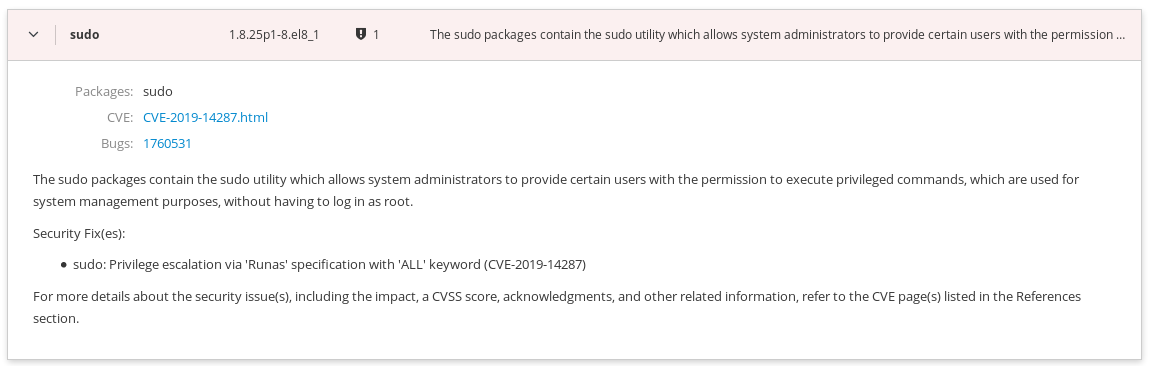 sudo 1.8.25p1-8.el8_1 1 The sudo packages contain the sudo utility which allows system administrators to provide certain users with the permission ...
Packages: sudo
CVE: CVE-2019-14287.html
Bugs: 1760531
The sudo packages contain the sudo utility which allows system administrators to provide certain users with the permission to execute privileged commands, which are used for
system management purposes, without having to log in as root.
Security Fix(es):
• sudo: Privilege escalation via 'Runas' specification with 'ALL' keyword (CVE-2019-14287)
For more details about the security issue(s), including the impact, a CVSS score, acknowledgments, and other related information, refer to the CVE page(s) listed in the References
section.